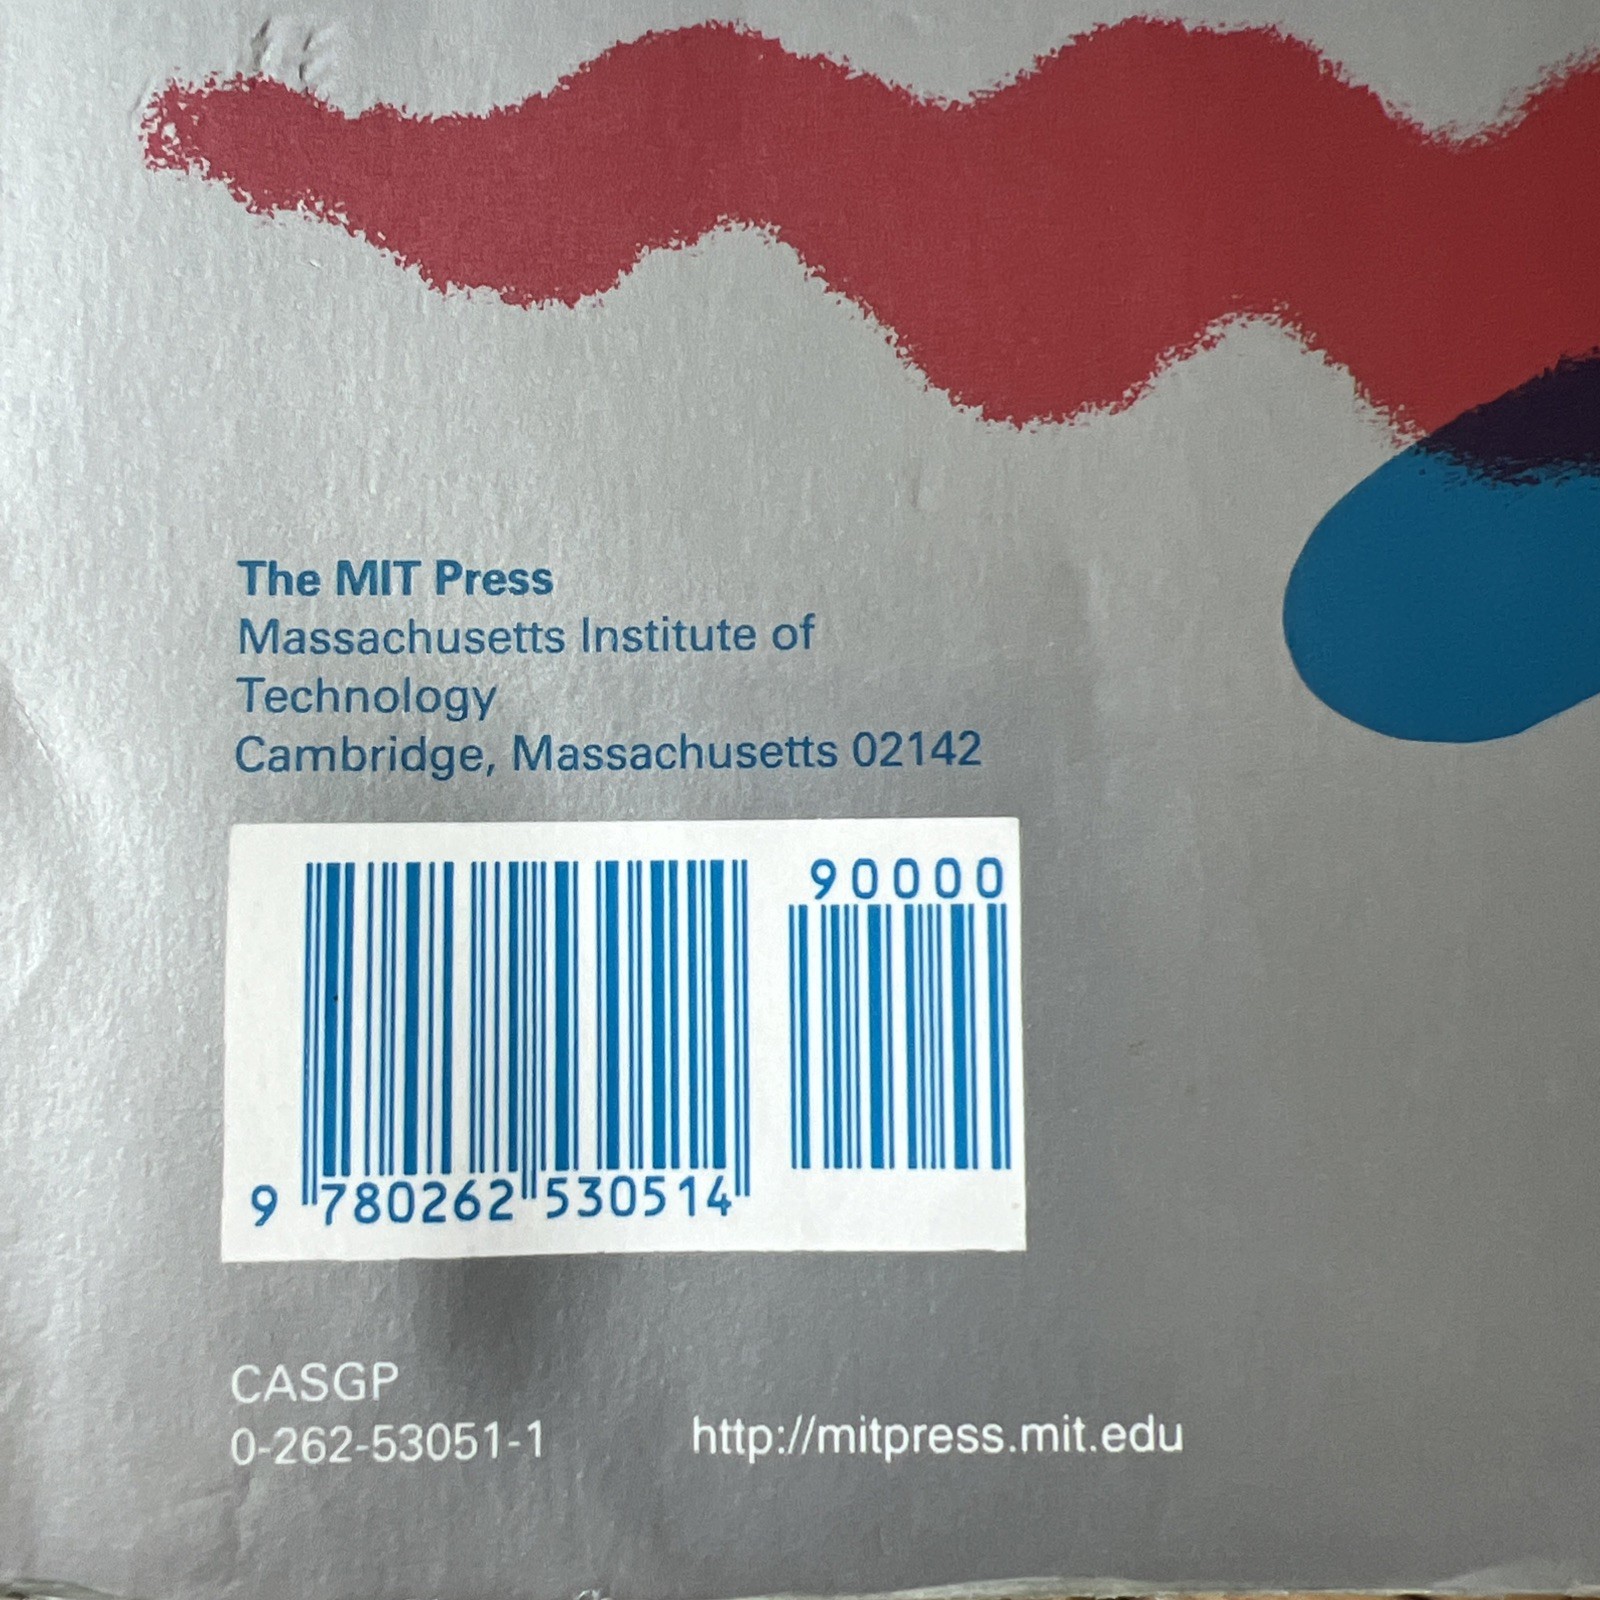 The MIT Press
Massachusetts Institute of
Technology
Cambridge, Massachusetts 02142
90000
9 780262 530514
CASGP
0-262-53051-1 http://mitpress.mit.edu